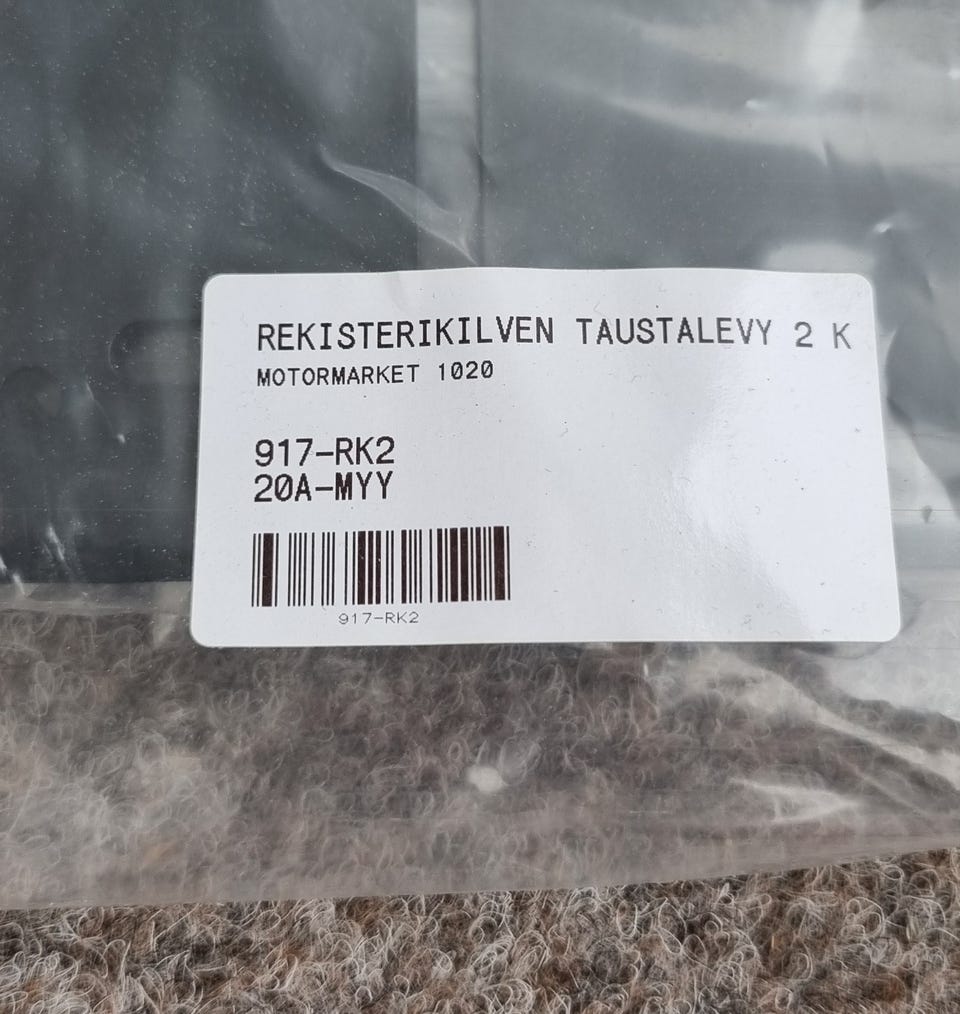 REKISTERIKILVEN TAUSTALEVY 2 K
MOTORMARKET 1020
917-RK2
20A-MYY
917-RK2